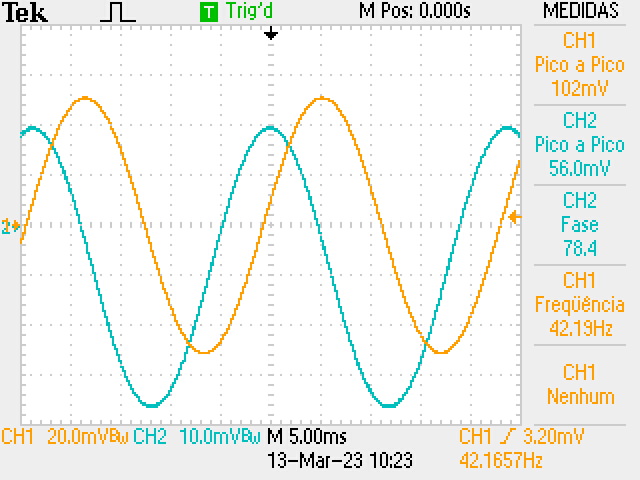 Tek T Trig'd M Pos: 0.000s MEDIDAS
CH1
Pico a Pico
102mV
CH2
Pico a Pico
56.0mV
CH2
Fase
78.4
CH1
Freqüência
42.19Hz
CH1
Nenhum
1
2
CH1 20.0mVBW CH2 10.0mVBW M 5.00ms CH1 3.20mV
13-Mar-23 10:23 42.1657Hz